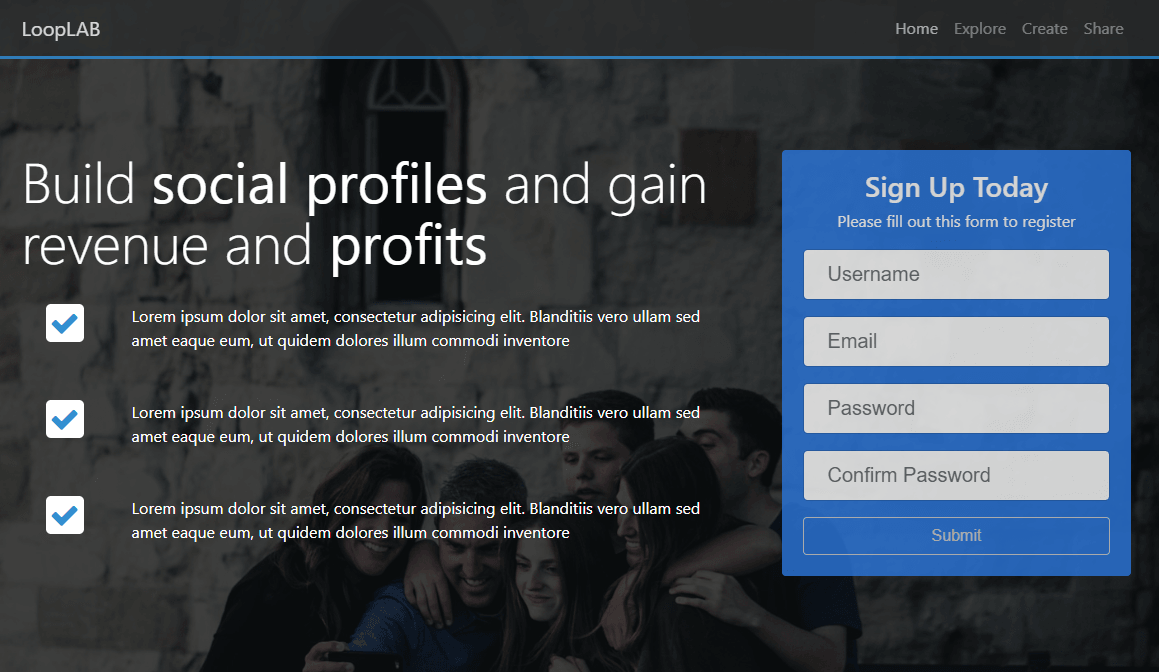 LoopLAB
Home Explore Create Share
Build social profiles and gain
revenue and profits
Lorem ipsum dolor sit amet, consectetur adipisicing elit. Blanditiis vero ullam sed
amet eaque eum, ut quidem dolores illum commodi inventore
Lorem ipsum dolor sit amet, consectetur adipisicing elit. Blanditiis vero ullam sed
amet eaque eum, ut quidem dolores illum commodi inventore
Lorem ipsum dolor sit amet, consectetur adipisicing elit. Blanditiis vero ullam sed
amet eaque eum, ut quidem dolores illum commodi inventore
Sign Up Today
Please fill out this form to register
Username
Email
Password
Confirm Password
Submit